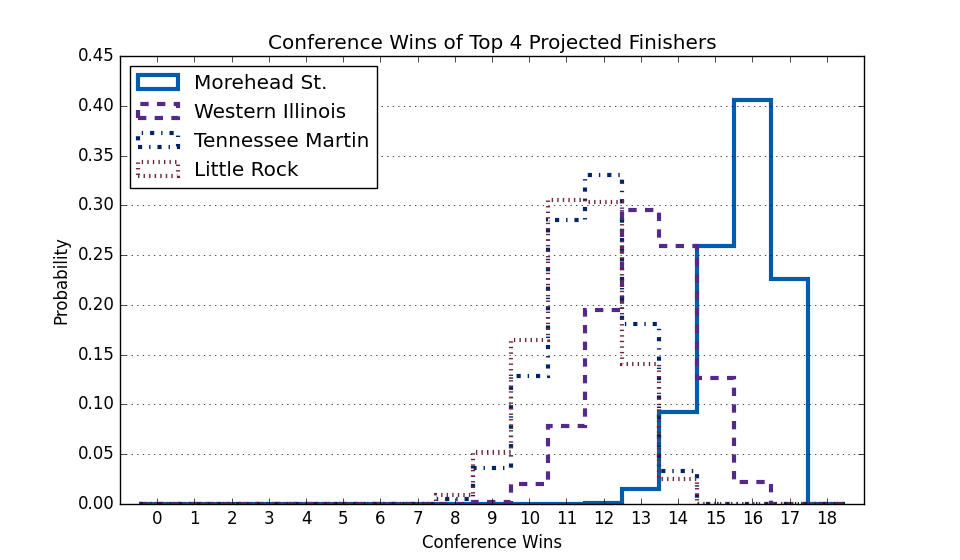 Conference Wins of Top 4 Projected Finishers
0.45
0.40
0.35
0.30
0.25
0.20
0.15
0.10
0.05
0.00
Probability
Morehead St.
Western Illinois
Tennessee Martin
Little Rock
0 1 2 3 4 5 6 7 8 9 10 11 12 13 14 15 16 17 18
Conference Wins